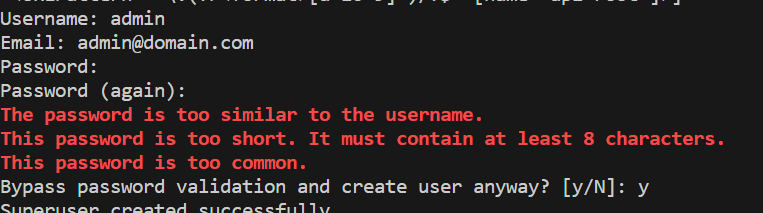 Username: admin
Email: admin@domain.com
Password:
Password (again):
The password is too similar to the username.
This password is too short. It must contain at least 8 characters.
This password is too common.
Bypass password validation and create user anyway? [y/N]: y
Superuser created successfully